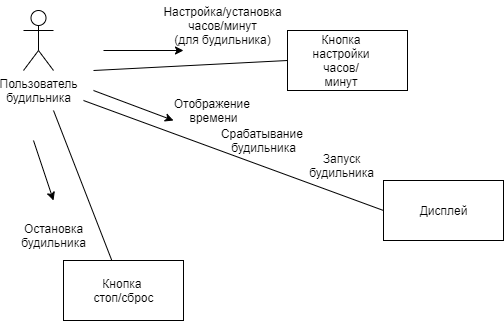 Настройка/установка
часов/минут
(для будильника)
Кнопка
настройки
часов/
минут
Пользователь
будильника
Отображение
времени
Срабатывание
будильника
Запуск
будильника
Дисплей
Остановка
будильника
Кнопка
стоп/сброс